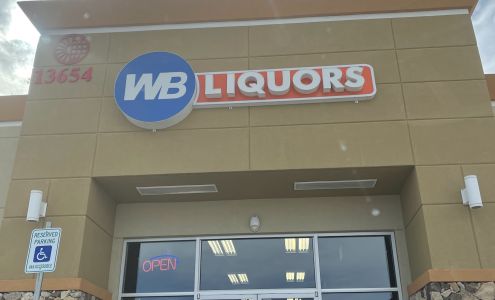 13654
WB LIQUORS
OPEN
RESERVED
PARKING